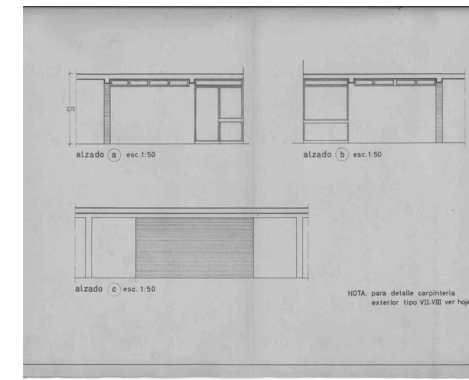 alzado a esc.1:50
alzado b esc.1:50
alzado c esc. 1:50
NOTA: para detalle carpinteria
exterior tipo VII-VIII ver hoja